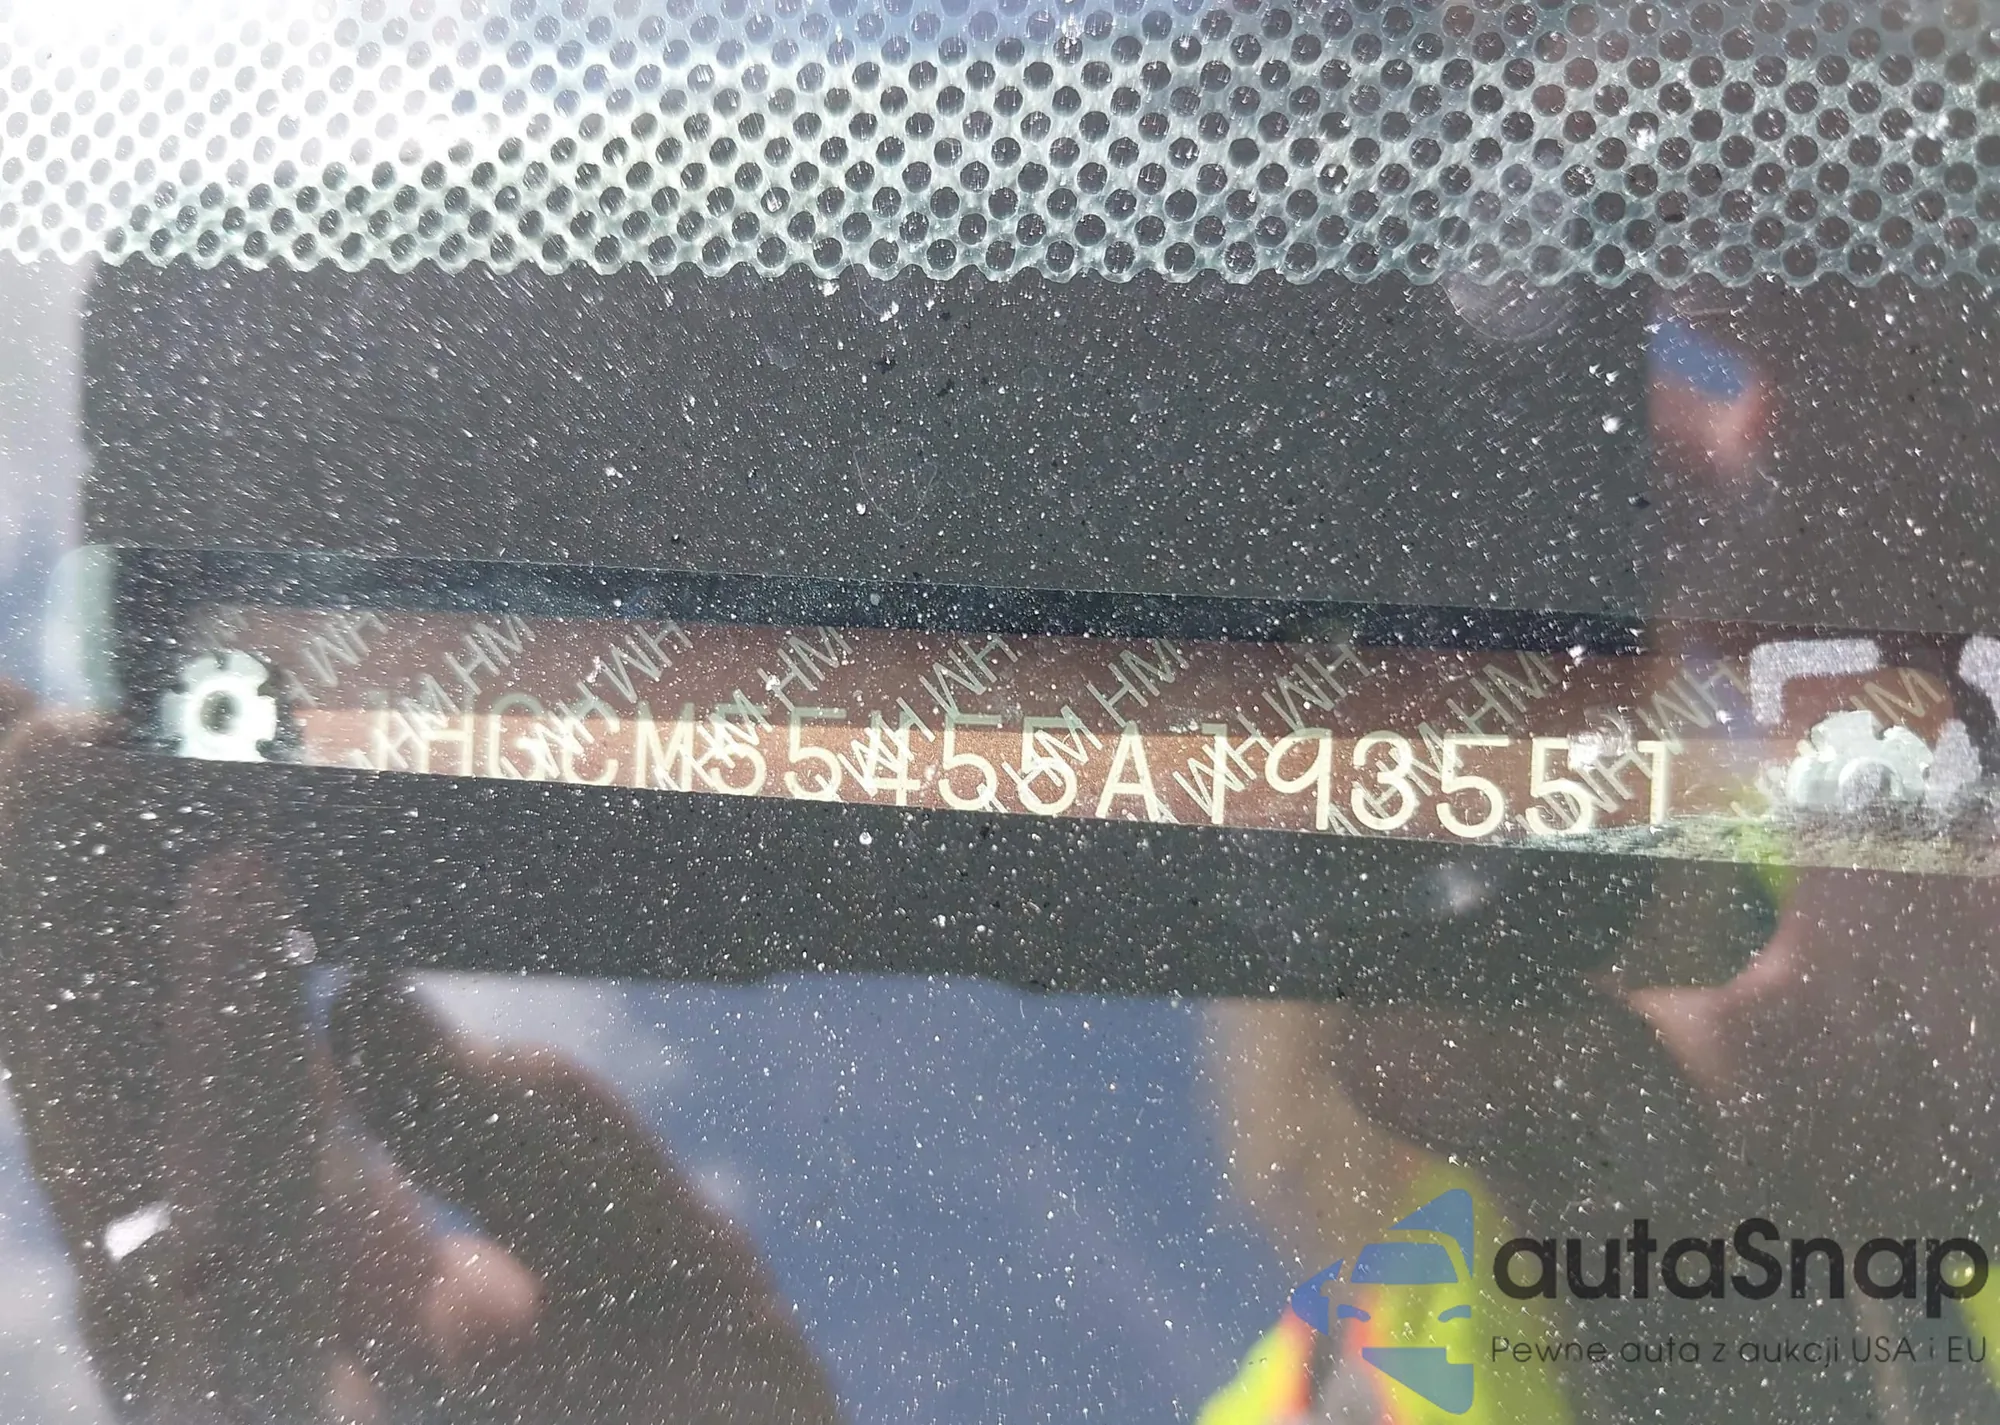 1HGCM55455A193551
autaSnap
Pewne auta z aukcji USA i EU